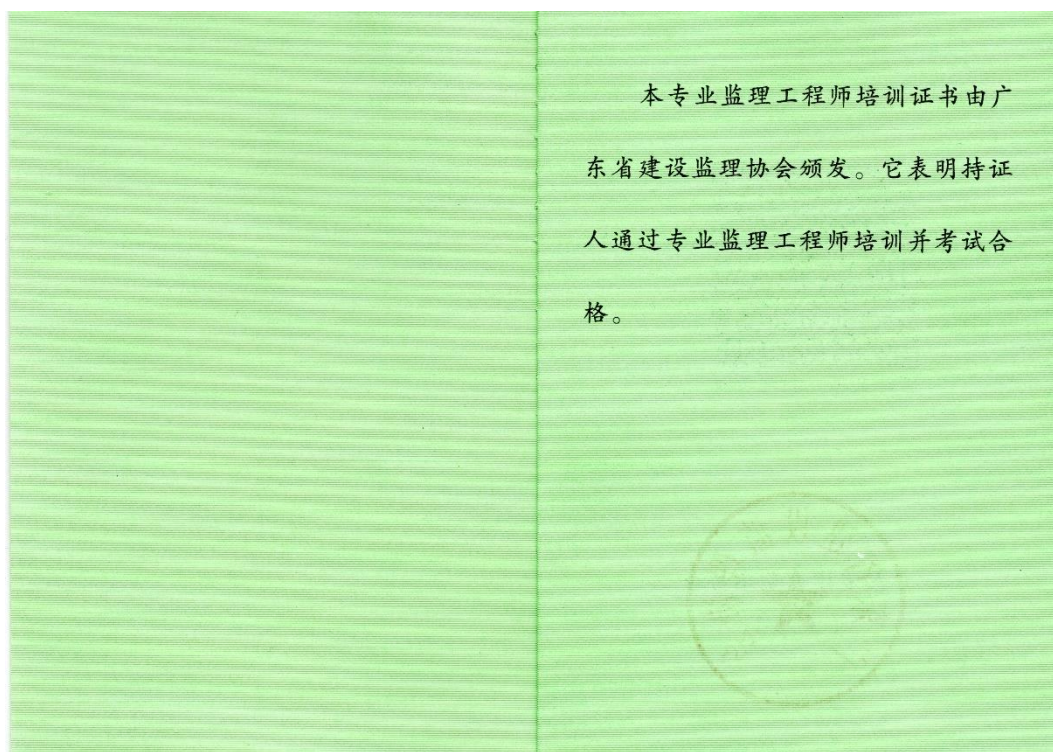 本专业监理工程师培训证书由广
东省建设监理协会颁发。它表明持证
人通过专业监理工程师培训并考试合
格。